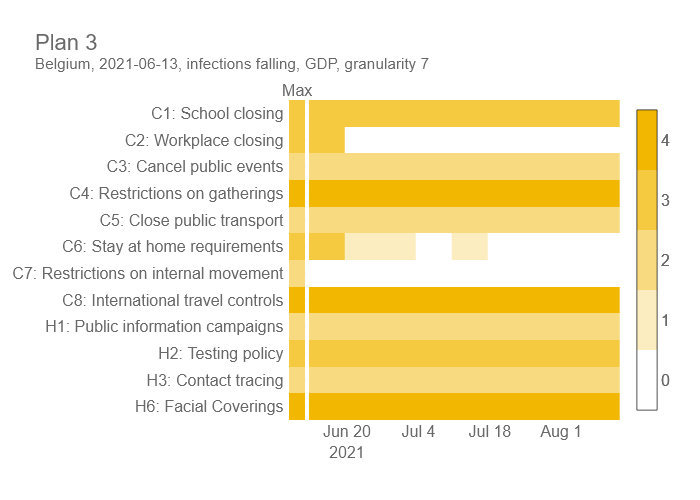 Plan 3
Belgium, 2021-06-13, infections falling, GDP, granularity 7
Max
C1: School closing
C2: Workplace closing
C3: Cancel public events
C4: Restrictions on gatherings
C5: Close public transport
C6: Stay at home requirements
C7: Restrictions on internal movement
C8: International travel controls
H1: Public information campaigns
H2: Testing policy
H3: Contact tracing
H6: Facial Coverings
Jun 20 Jul 4 Jul 18 Aug 1
2021
4
3
2
1
0